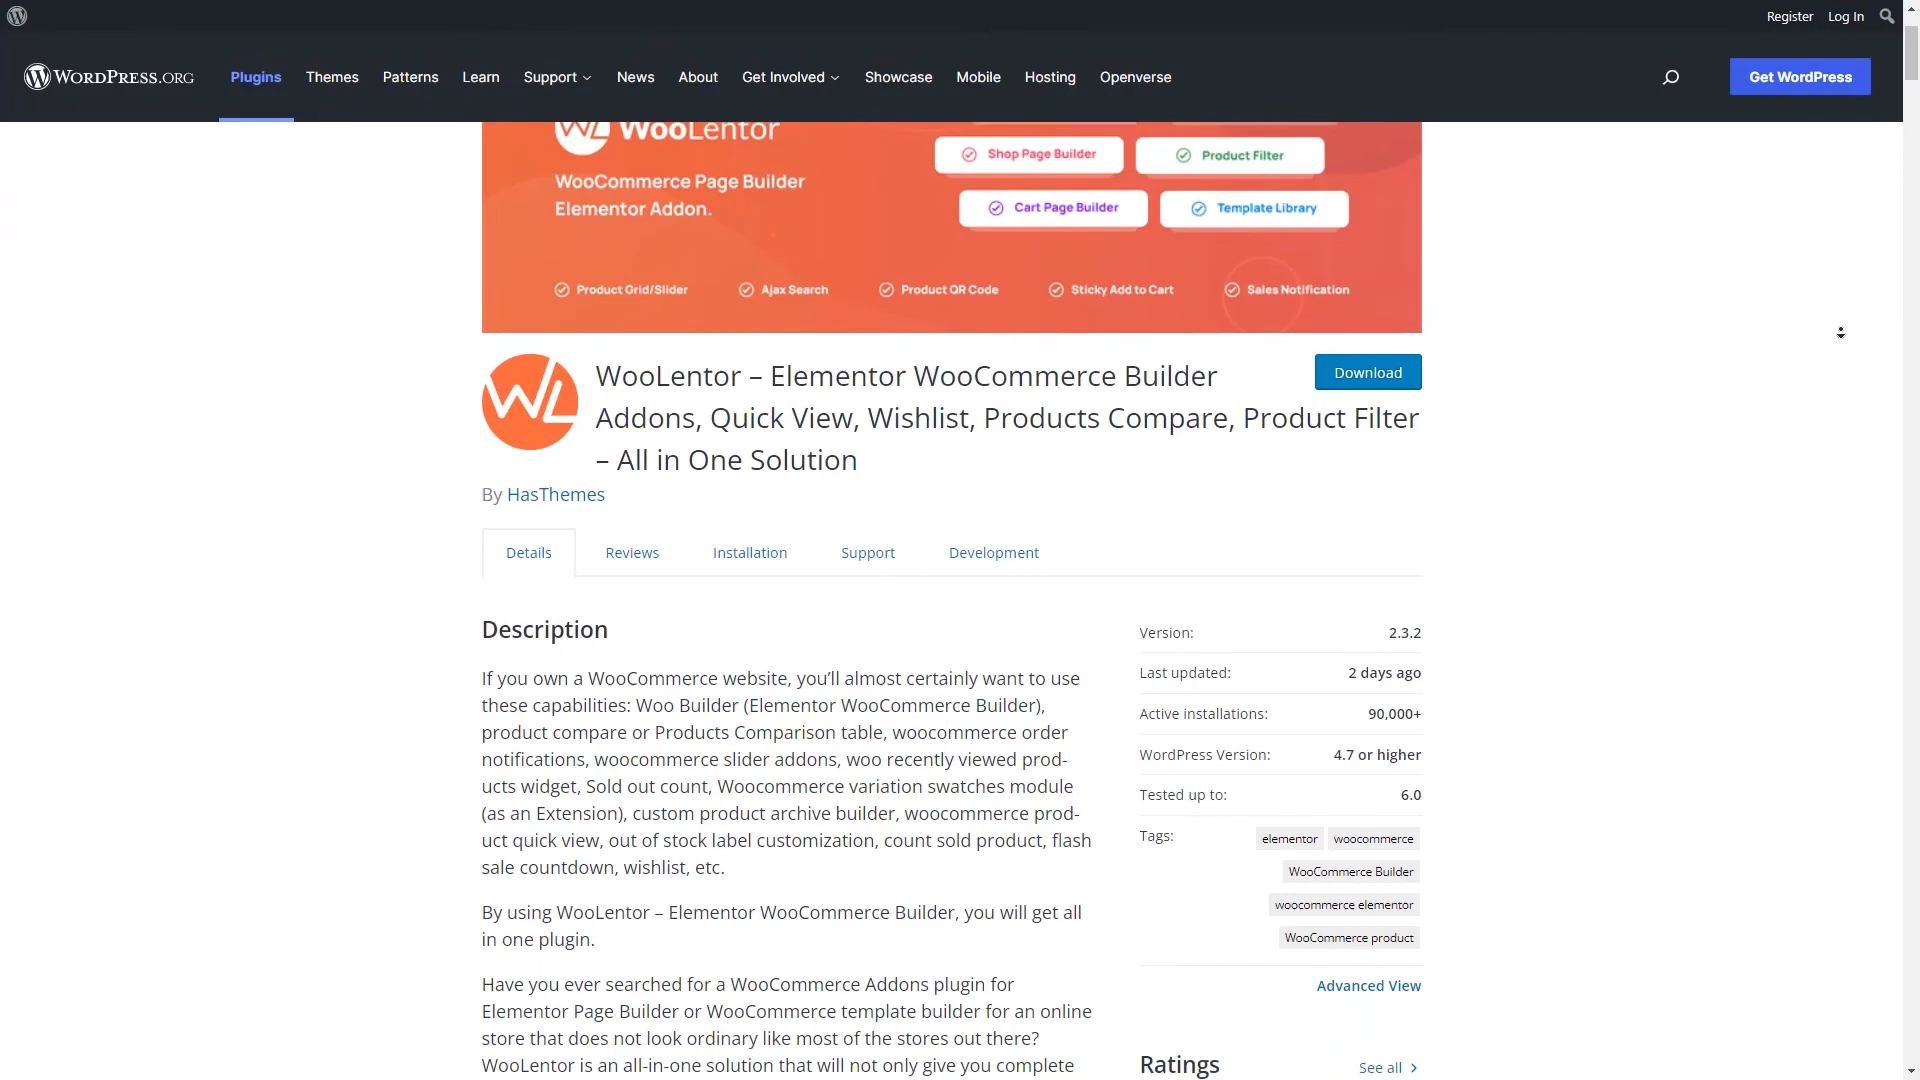 Register Log In
WORDPRESS.ORG Plugins Themes Patterns Learn Support News About Get Involved Showcase Mobile Hosting Openverse Get WordPress
WL WooLentor
WooCommerce Page Builder
Elementor Addon.
Shop Page Builder Product Filter
Cart Page Builder Template Library
Product Grid/Slider Ajax Search Product QR Code Sticky Add to Cart Sales Notification
WL
WooLentor – Elementor WooCommerce Builder
Addons, Quick View, Wishlist, Products Compare, Product Filter
– All in One Solution
Download
By HasThemes
Details Reviews Installation Support Development
Description
If you own a WooCommerce website, you’ll almost certainly want to use
these capabilities: Woo Builder (Elementor WooCommerce Builder),
product compare or Products Comparison table, woocommerce order
notifications, woocommerce slider addons, woo recently viewed prod-
ucts widget, Sold out count, Woocommerce variation swatches module
(as an Extension), custom product archive builder, woocommerce prod-
uct quick view, out of stock label customization, count sold product, flash
sale countdown, wishlist, etc.
By using WooLentor – Elementor WooCommerce Builder, you will get all
in one plugin.
Have you ever searched for a WooCommerce Addons plugin for
Elementor Page Builder or WooCommerce template builder for an online
store that does not look ordinary like most of the stores out there?
WooLentor is an all-in-one solution that will not only give you complete
Version: 2.3.2
Last updated: 2 days ago
Active installations: 90,000+
WordPress Version: 4.7 or higher
Tested up to: 6.0
Tags: elementor woocommerce
WooCommerce Builder
woocommerce elementor
WooCommerce product
Advanced View
Ratings See all